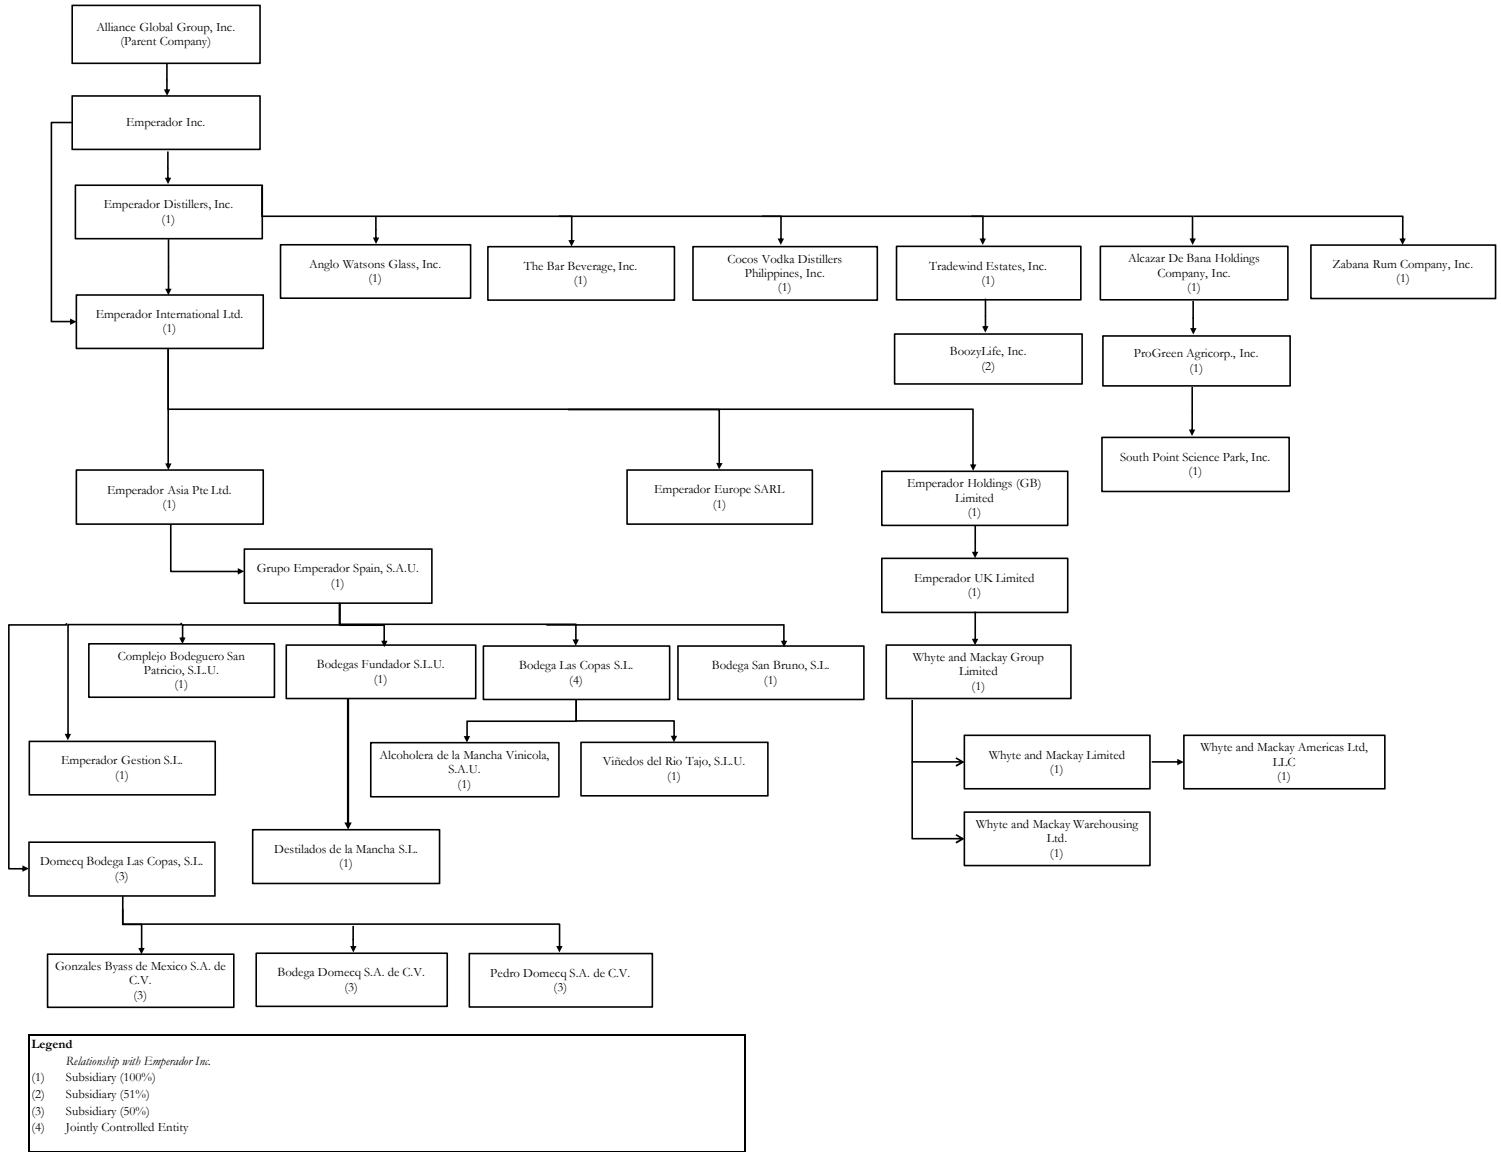 Alliance Global Group, Inc.
(Parent Company)
Emperador Inc.
Emperador Distillers, Inc.
(1)
Anglo Watsons Glass, Inc.
(1)
The Bar Beverage, Inc.
(1)
Cocos Vodka Distillers
Philippines, Inc.
(1)
Tradewind Estates, Inc.
(1)
Alcazar De Bana Holdings
Company, Inc.
(1)
Zabana Rum Company, Inc.
(1)
Emperador International Ltd.
(1)
BoozyLife, Inc.
(2)
ProGreen Agricorp., Inc.
(1)
South Point Science Park, Inc.
(1)
Emperador Asia Pte Ltd.
(1)
Emperador Europe SARL
(1)
Emperador Holdings (GB)
Limited
(1)
Grupo Emperador Spain, S.A.U.
(1)
Emperador UK Limited
(1)
Complejo Bodeguero San
Patricio, S.L.U.
(1)
Bodegas Fundador S.L.U.
(1)
Bodega Las Copas S.L.
(4)
Bodega San Bruno, S.L.
(1)
Whyte and Mackay Group
Limited
(1)
Emperador Gestion S.L.
(1)
Alcoholera de la Mancha Vinicola,
S.A.U.
(1)
Viñedos del Rio Tajo, S.L.U.
(1)
Whyte and Mackay Limited
(1)
Whyte and Mackay Americas Ltd,
LLC
(1)
Whyte and Mackay Warehousing
Ltd.
(1)
Destilados de la Mancha S.L.
(1)
Domecq Bodega Las Copas, S.L.
(3)
Gonzales Byass de Mexico S.A. de
C.V.
(3)
Bodega Domecq S.A. de C.V.
(3)
Pedro Domecq S.A. de C.V.
(3)
Legend
Relationship with Emperador Inc.
(1) Subsidiary (100%)
(2) Subsidiary (51%)
(3) Subsidiary (50%)
(4) Jointly Controlled Entity